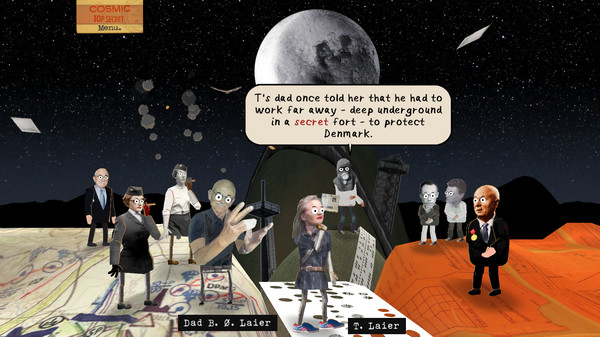 COSMIC
TOP SECRET
Menu.
T's dad once told her that he had to
work far away - deep underground
in a secret fort - to protect
Denmark.
Dad B. Ø. Laier
T. Laier